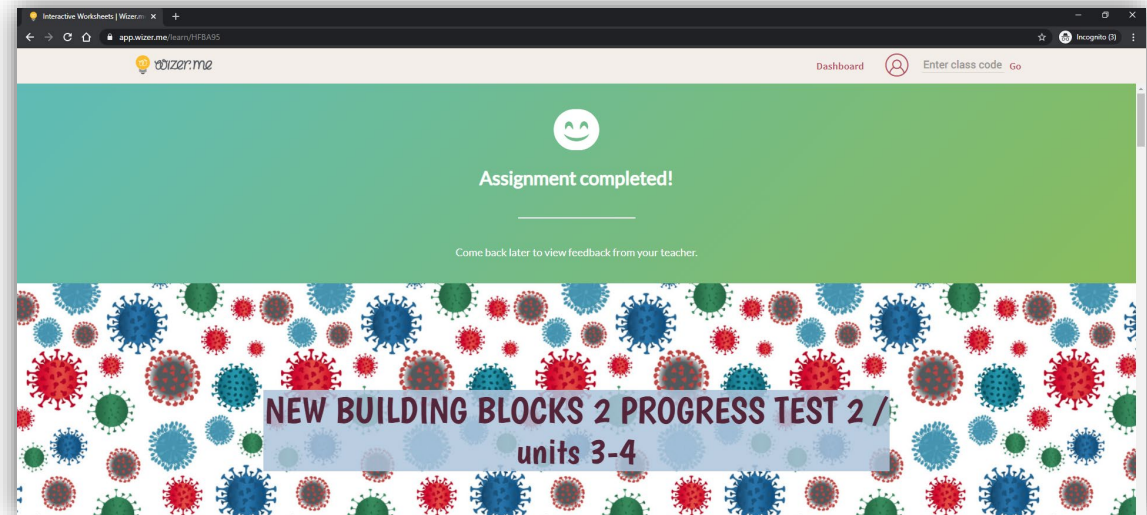 Interactive Worksheets | Wizer.m
app.wizer.me/learn/HFBA95
Incognito (3)
wizer.me
Dashboard
Enter class code
Go
Assignment completed!
Come back later to view feedback from your teacher.
NEW BUILDING BLOCKS 2 PROGRESS TEST 2 /
units 3-4